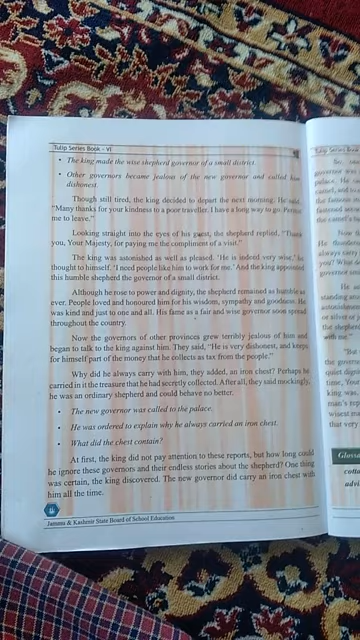 Tulip Series Book - VI
• The king made the wise shepherd governor of a small district.
• Other governors became jealous of the new governor and called him
dishonest.
Though still tired, the king decided to depart the next morning. He said,
"Many thanks for your kindness to a poor traveller. I have a long way to go. Permit
me to leave."
Looking straight into the eyes of his guest, the shepherd replied, "Thank
you, Your Majesty, for paying me the compliment of a visit."
The king was astonished as well as pleased. 'He is indeed very wise,' he
thought to himself. 'I need people like him to work for me.' And the king appointed
this humble shepherd the governor of a small district.
Although he rose to power and dignity, the shepherd remained as humble as
ever. People loved and honoured him for his wisdom, sympathy and goodness. He
was kind and just to one and all. His fame as a fair and wise governor soon spread
throughout the country.
Now the governors of other provinces grew terribly jealous of him and
began to talk to the king against him. They said, "He is very dishonest, and keeps
for himself part of the money that he collects as tax from the people."
Why did he always carry with him, they added, an iron chest? Perhaps he
carried in it the treasure that he had secretly collected. After all, they said mockingly,
he was an ordinary shepherd and could behave no better.
• The new governor was called to the palace.
• He was ordered to explain why he always carried an iron chest.
• What did the chest contain?
At first, the king did not pay attention to these reports, but how long could
he ignore these governors and their endless stories about the shepherd? One thing
was certain, the king discovered. The new governor did carry an iron chest with
him all the time.
Jammu & Kashmir State Board of School Education
Tulip Series Book